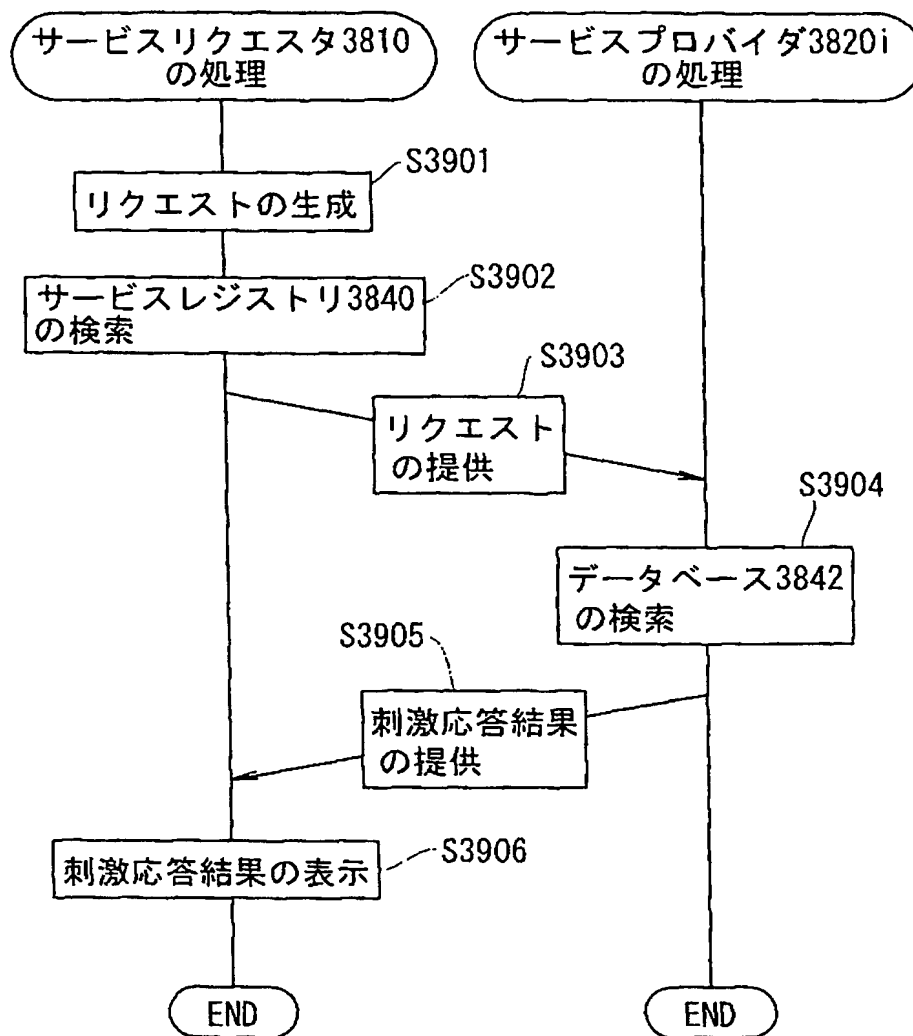 サービスリクエスタ3810
の処理
サービスプロバイダ3820i
の処理
S3901
リクエストの生成
S3902
サービスレジストリ3840
の検索
S3903
リクエスト
の提供
S3904
データベース3842
の検索
S3905
刺激応答結果
の提供
S3906
刺激応答結果の表示
END
END